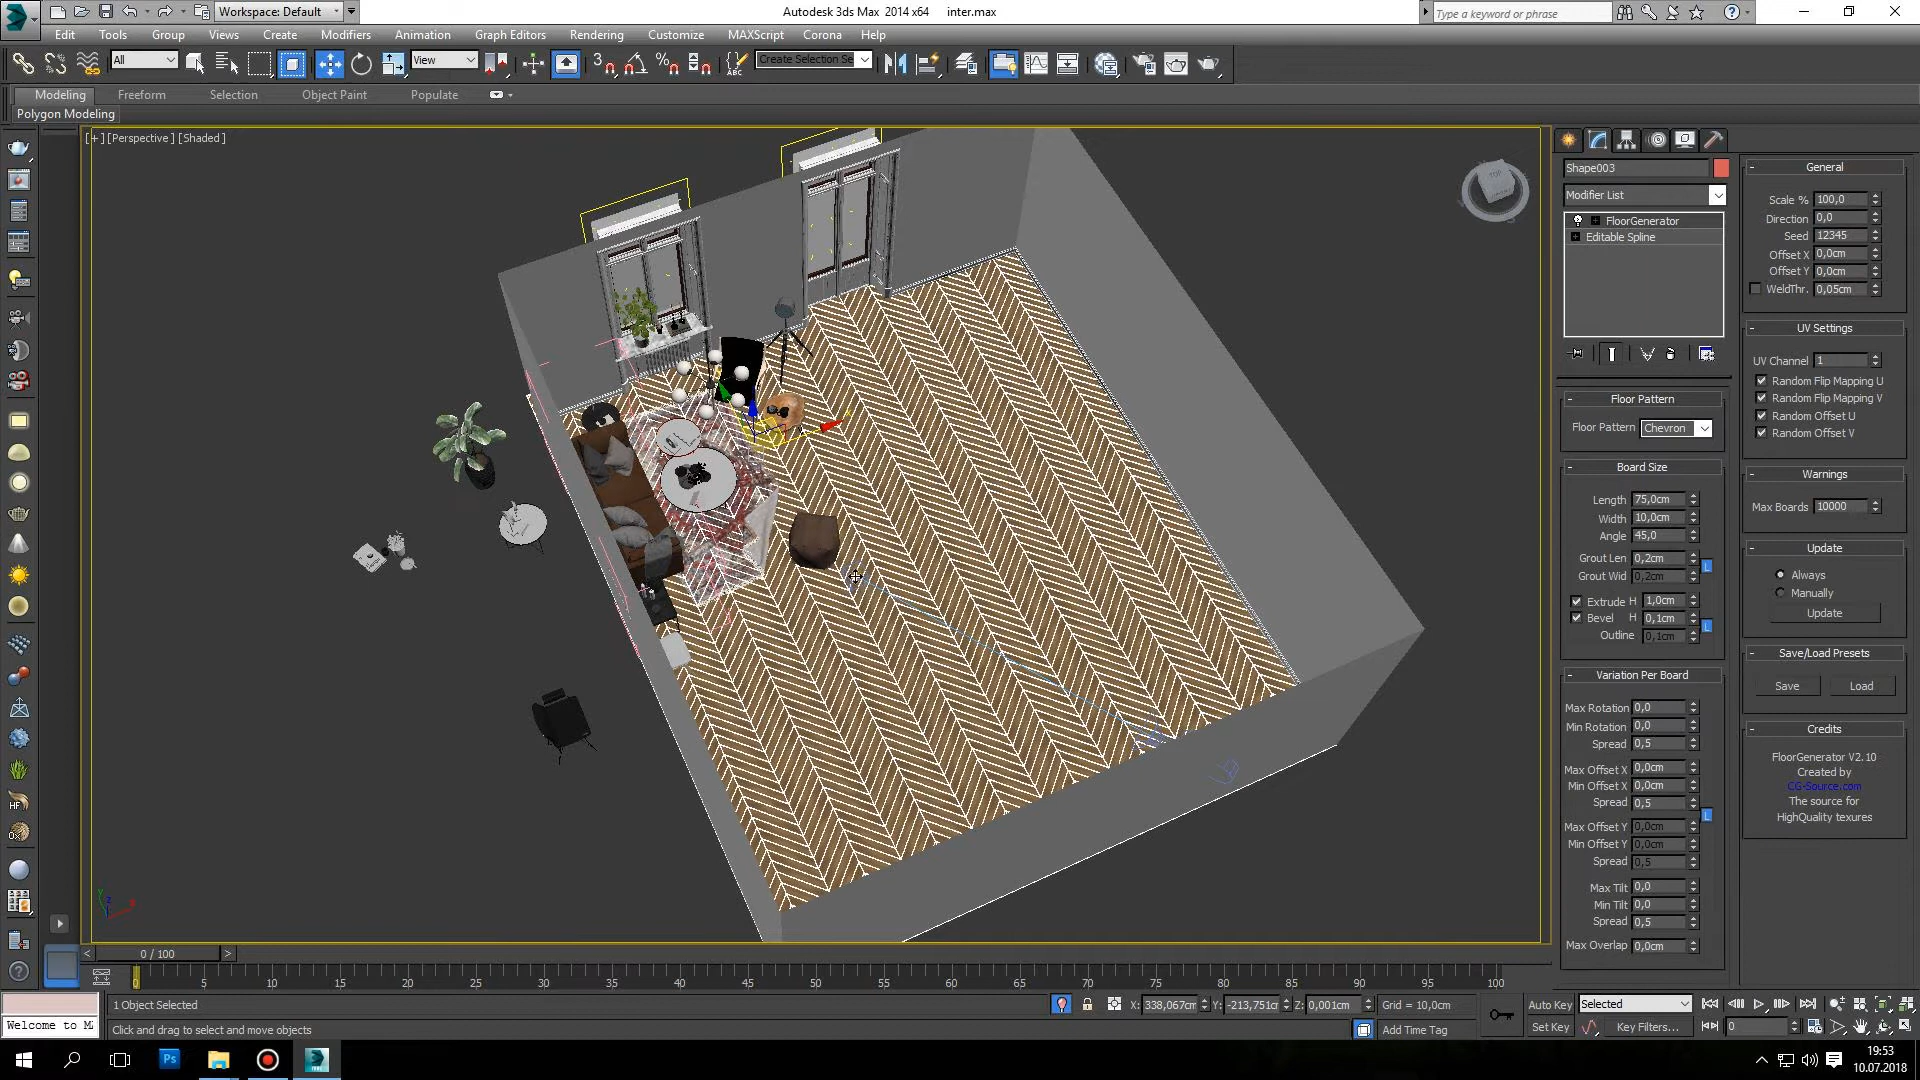 Workspace: Default
Autodesk 3ds Max 2014 x64 inter.max
Type a keyword or phrase
Edit Tools Group Views Create Modifiers Animation Graph Editors Rendering Customize MAXScript Corona Help
All
View
Create Selection Se
Modeling Freeform Selection Object Paint Populate
Polygon Modeling
[+] [Perspective] [Shaded]
TOP
Shape003
Modifier List
FloorGenerator
Editable Spline
Floor Pattern
Floor Pattern Chevron
Board Size
Length 75,0cm
Width 10,0cm
Angle 45,0
Grout Len 0,2cm
Grout Wid 0,2cm
L
Extrude H 1,0cm
Bevel H 0,1cm
Outline 0,1cm
L
Variation Per Board
Max Rotation 0,0
Min Rotation 0,0
Spread 0,5
Max Offset X 0,0cm
Min Offset X 0,0cm
Spread 0,5
L
Max Offset Y 0,0cm
Min Offset Y 0,0cm
Spread 0,5
Max Tilt 0,0
Min Tilt 0,0
Spread 0,5
Max Overlap 0,0cm
General
Scale % 100,0
Direction 0,0
Seed 12345
Offset X 0,0cm
Offset Y 0,0cm
WeldThr. 0,05cm
UV Settings
UV Channel 1
Random Flip Mapping U
Random Flip Mapping V
Random Offset U
Random Offset V
Warnings
Max Boards 10000
Update
Always
Manually
Update
Save/Load Presets
Save Load
Credits
FloorGenerator V2.10
Created by
CG-Source.com
The source for
HighQuality texures
0 / 100
0 5 10 15 20 25 30 35 40 45 50 55 60 65 70 75 80 85 90 95 100
1 Object Selected
X: 338,067cm Y: -213,751cm Z: 0,001cm Grid = 10,0cm
Auto Key Selected
Welcome to M
Click and drag to select and move objects
Add Time Tag
Set Key Key Filters... 0
Ps
19:53
10.07.2018